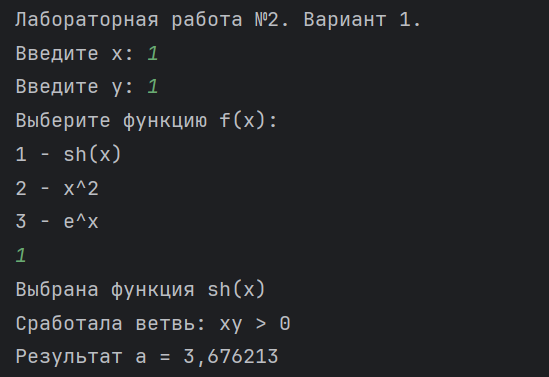 Лабораторная работа №2. Вариант 1.
Введите x: 1
Введите y: 1
Выберите функцию f(x):
1 - sh(x)
2 - x^2
3 - e^x
1
Выбрана функция sh(x)
Сработала ветвь: xy > 0
Результат a = 3,676213